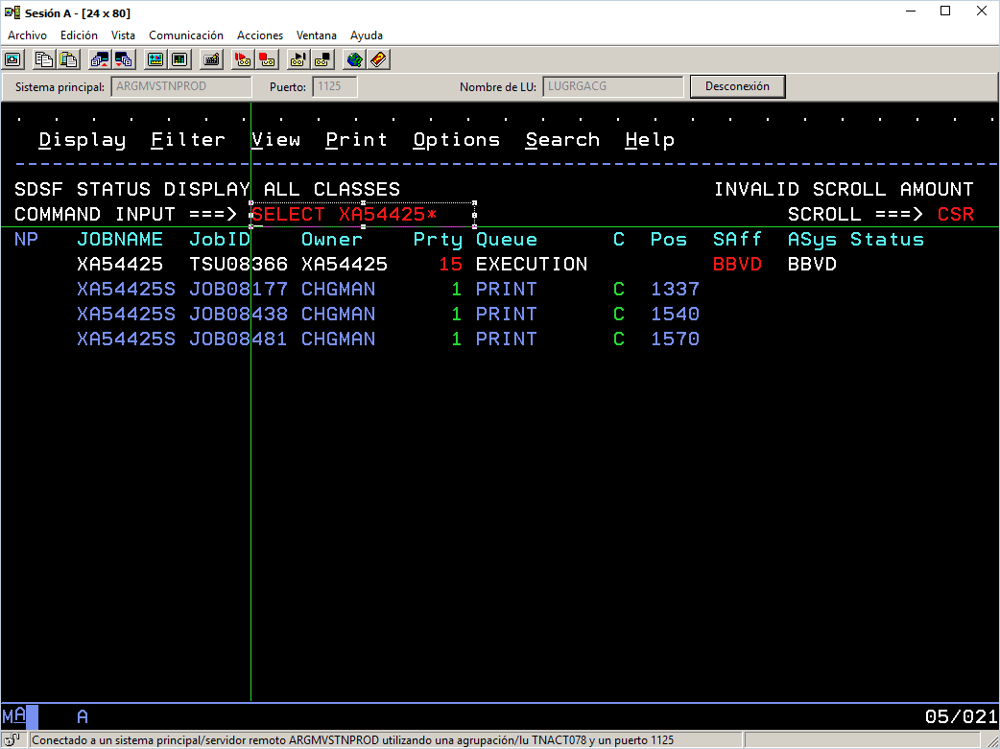 Sesión A - [24 x 80]
Archivo Edición Vista Comunicación Acciones Ventana Ayuda
Sistema principal: ARGMVSTNPROD Puerto: 1125 Nombre de LU: LUGRGACG Desconexión
Display Filter View Print Options Search Help
SDSF STATUS DISPLAY ALL CLASSES INVALID SCROLL AMOUNT
COMMAND INPUT ===> SELECT XA54425* SCROLL ===> CSR
NP JOBNAME JobID Owner Prty Queue C Pos SAff ASys Status
XA54425 TSU08366 XA54425 15 EXECUTION BBVD BBVD
XA54425S JOB08177 CHGMAN 1 PRINT C 1337
XA54425S JOB08438 CHGMAN 1 PRINT C 1540
XA54425S JOB08481 CHGMAN 1 PRINT C 1570
MA A 05/021
Conectado a un sistema principal/servidor remoto ARGMVSTNPROD utilizando una agrupación/lu TNACT078 y un puerto 1125